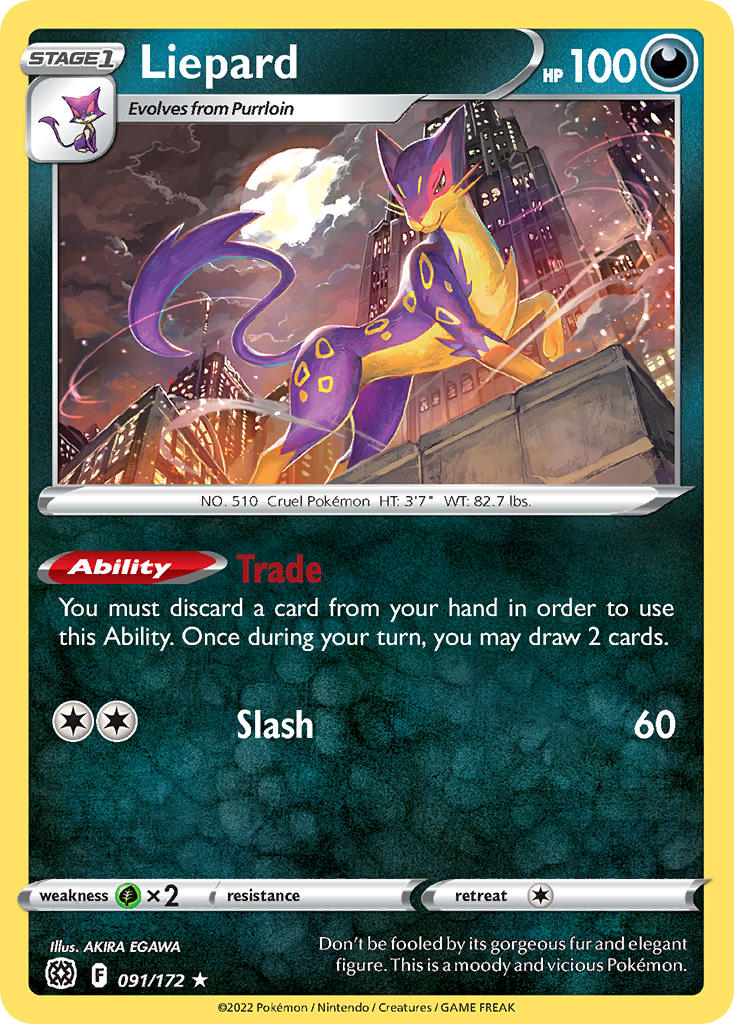 STAGE 1
Liepard
HP 100
Evolves from Purrloin
NO. 510 Cruel Pokémon HT: 3'7" WT: 82.7 lbs.
Ability Trade
You must discard a card from your hand in order to use
this Ability. Once during your turn, you may draw 2 cards.
Slash 60
weakness ×2 resistance retreat
Illus. AKIRA EGAWA
Don't be fooled by its gorgeous fur and elegant
figure. This is a moody and vicious Pokémon.
F 091/172 ★
©2022 Pokémon / Nintendo / Creatures / GAME FREAK